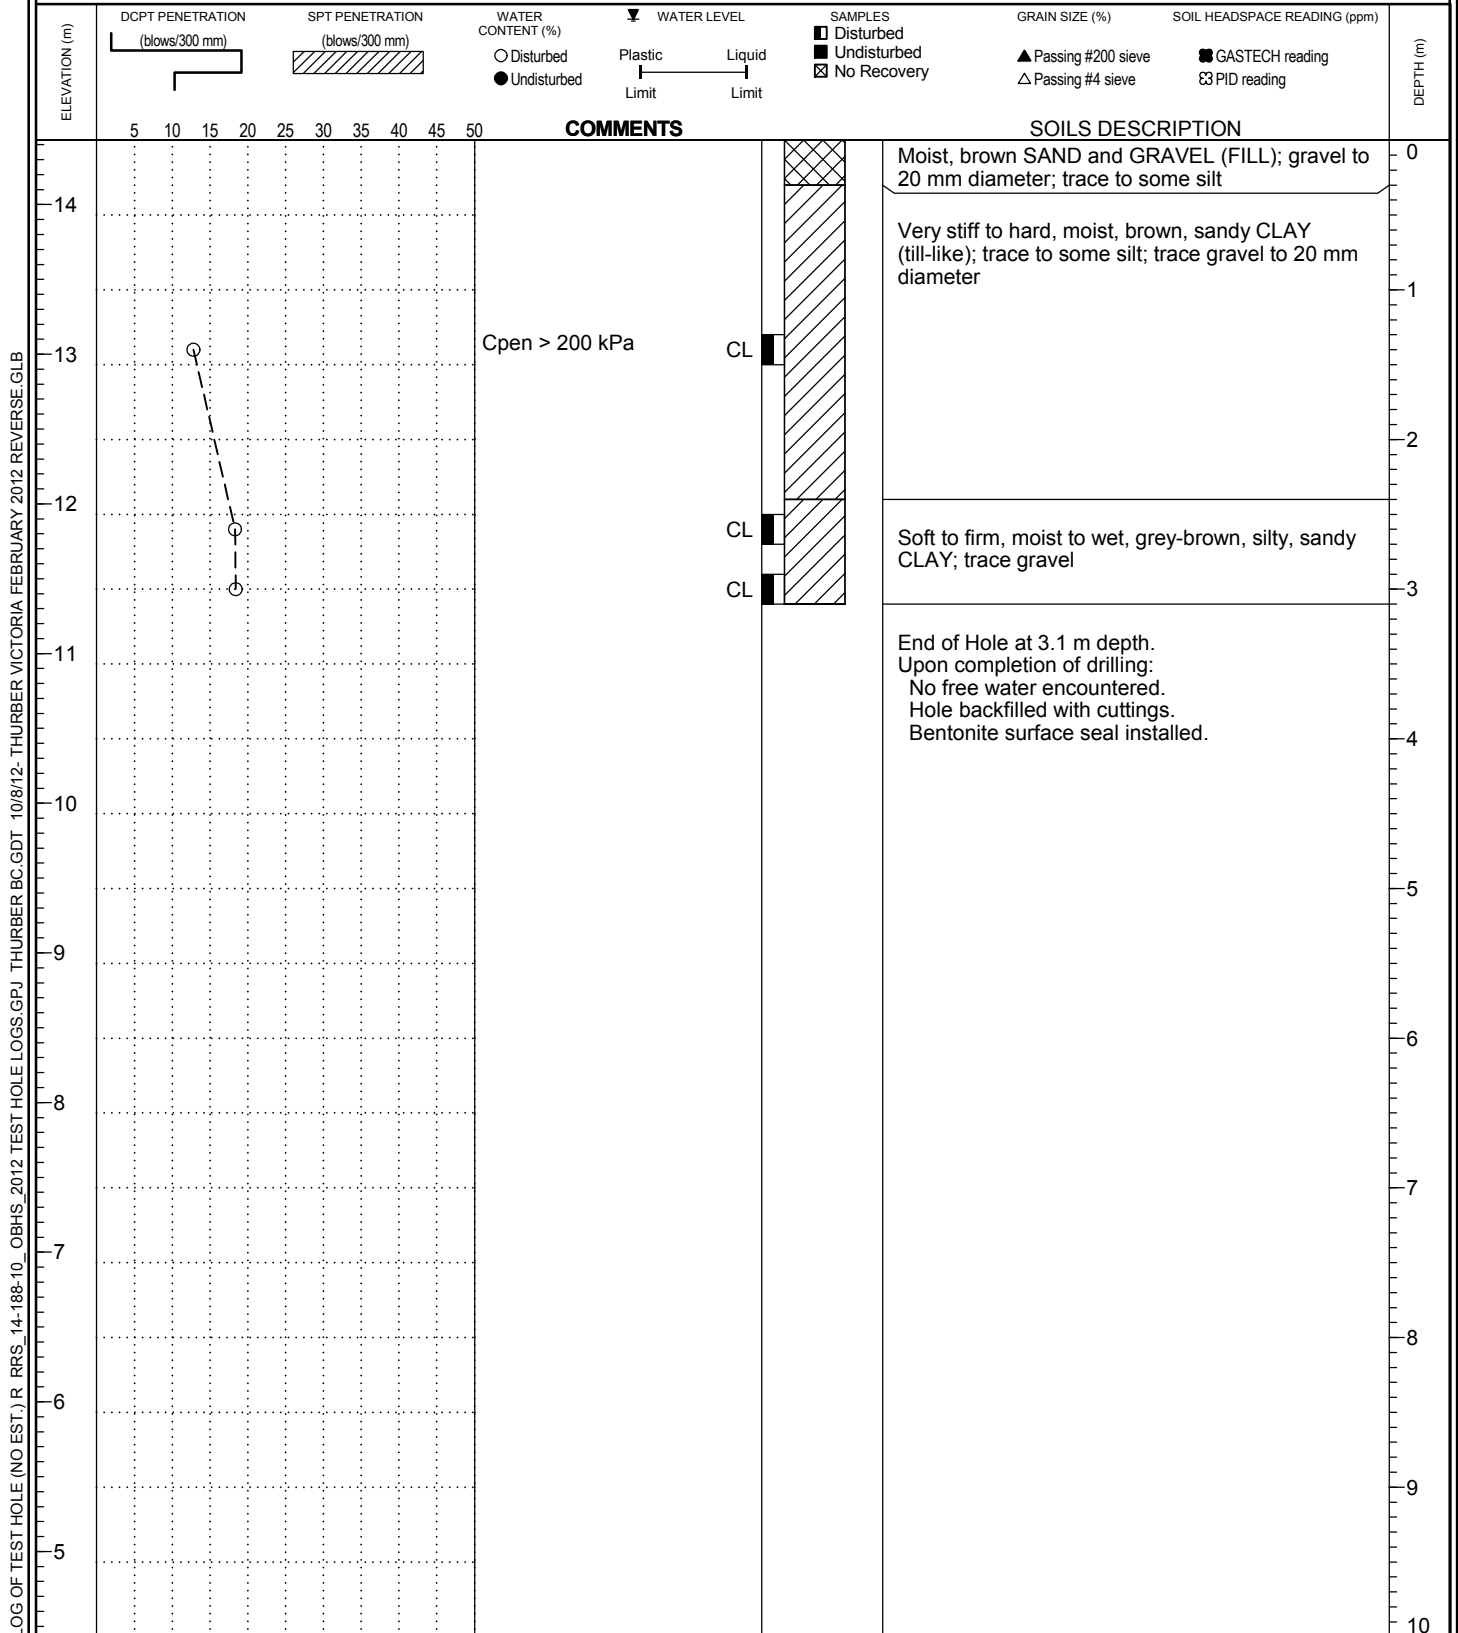 ELEVATION (m)
DCPT PENETRATION
(blows/300 mm)
SPT PENETRATION
(blows/300 mm)
WATER
CONTENT (%)
Disturbed
Undisturbed
WATER LEVEL
Plastic Liquid
Limit Limit
SAMPLES
Disturbed
Undisturbed
No Recovery
GRAIN SIZE (%)
Passing #200 sieve
Passing #4 sieve
SOIL HEADSPACE READING (ppm)
GASTECH reading
PID reading
DEPTH (m)
5 10 15 20 25 30 35 40 45 50
COMMENTS
SOILS DESCRIPTION
0
Moist, brown SAND and GRAVEL (FILL); gravel to
20 mm diameter; trace to some silt
14
Very stiff to hard, moist, brown, sandy CLAY
(till-like); trace to some silt; trace gravel to 20 mm
diameter
1
13
Cpen > 200 kPa
CL
2
12
CL
Soft to firm, moist to wet, grey-brown, silty, sandy
CLAY; trace gravel
CL
3
11
End of Hole at 3.1 m depth.
Upon completion of drilling:
No free water encountered.
Hole backfilled with cuttings.
Bentonite surface seal installed.
4
10
5
9
6
8
7
7
8
6
9
5
10
LOG OF TEST HOLE (NO EST.) R RRS_14-188-10_ OBHS_2012 TEST HOLE LOGS.GPJ THURBER BC.GDT 10/8/12- THURBER VICTORIA FEBRUARY 2012 REVERSE.GLB